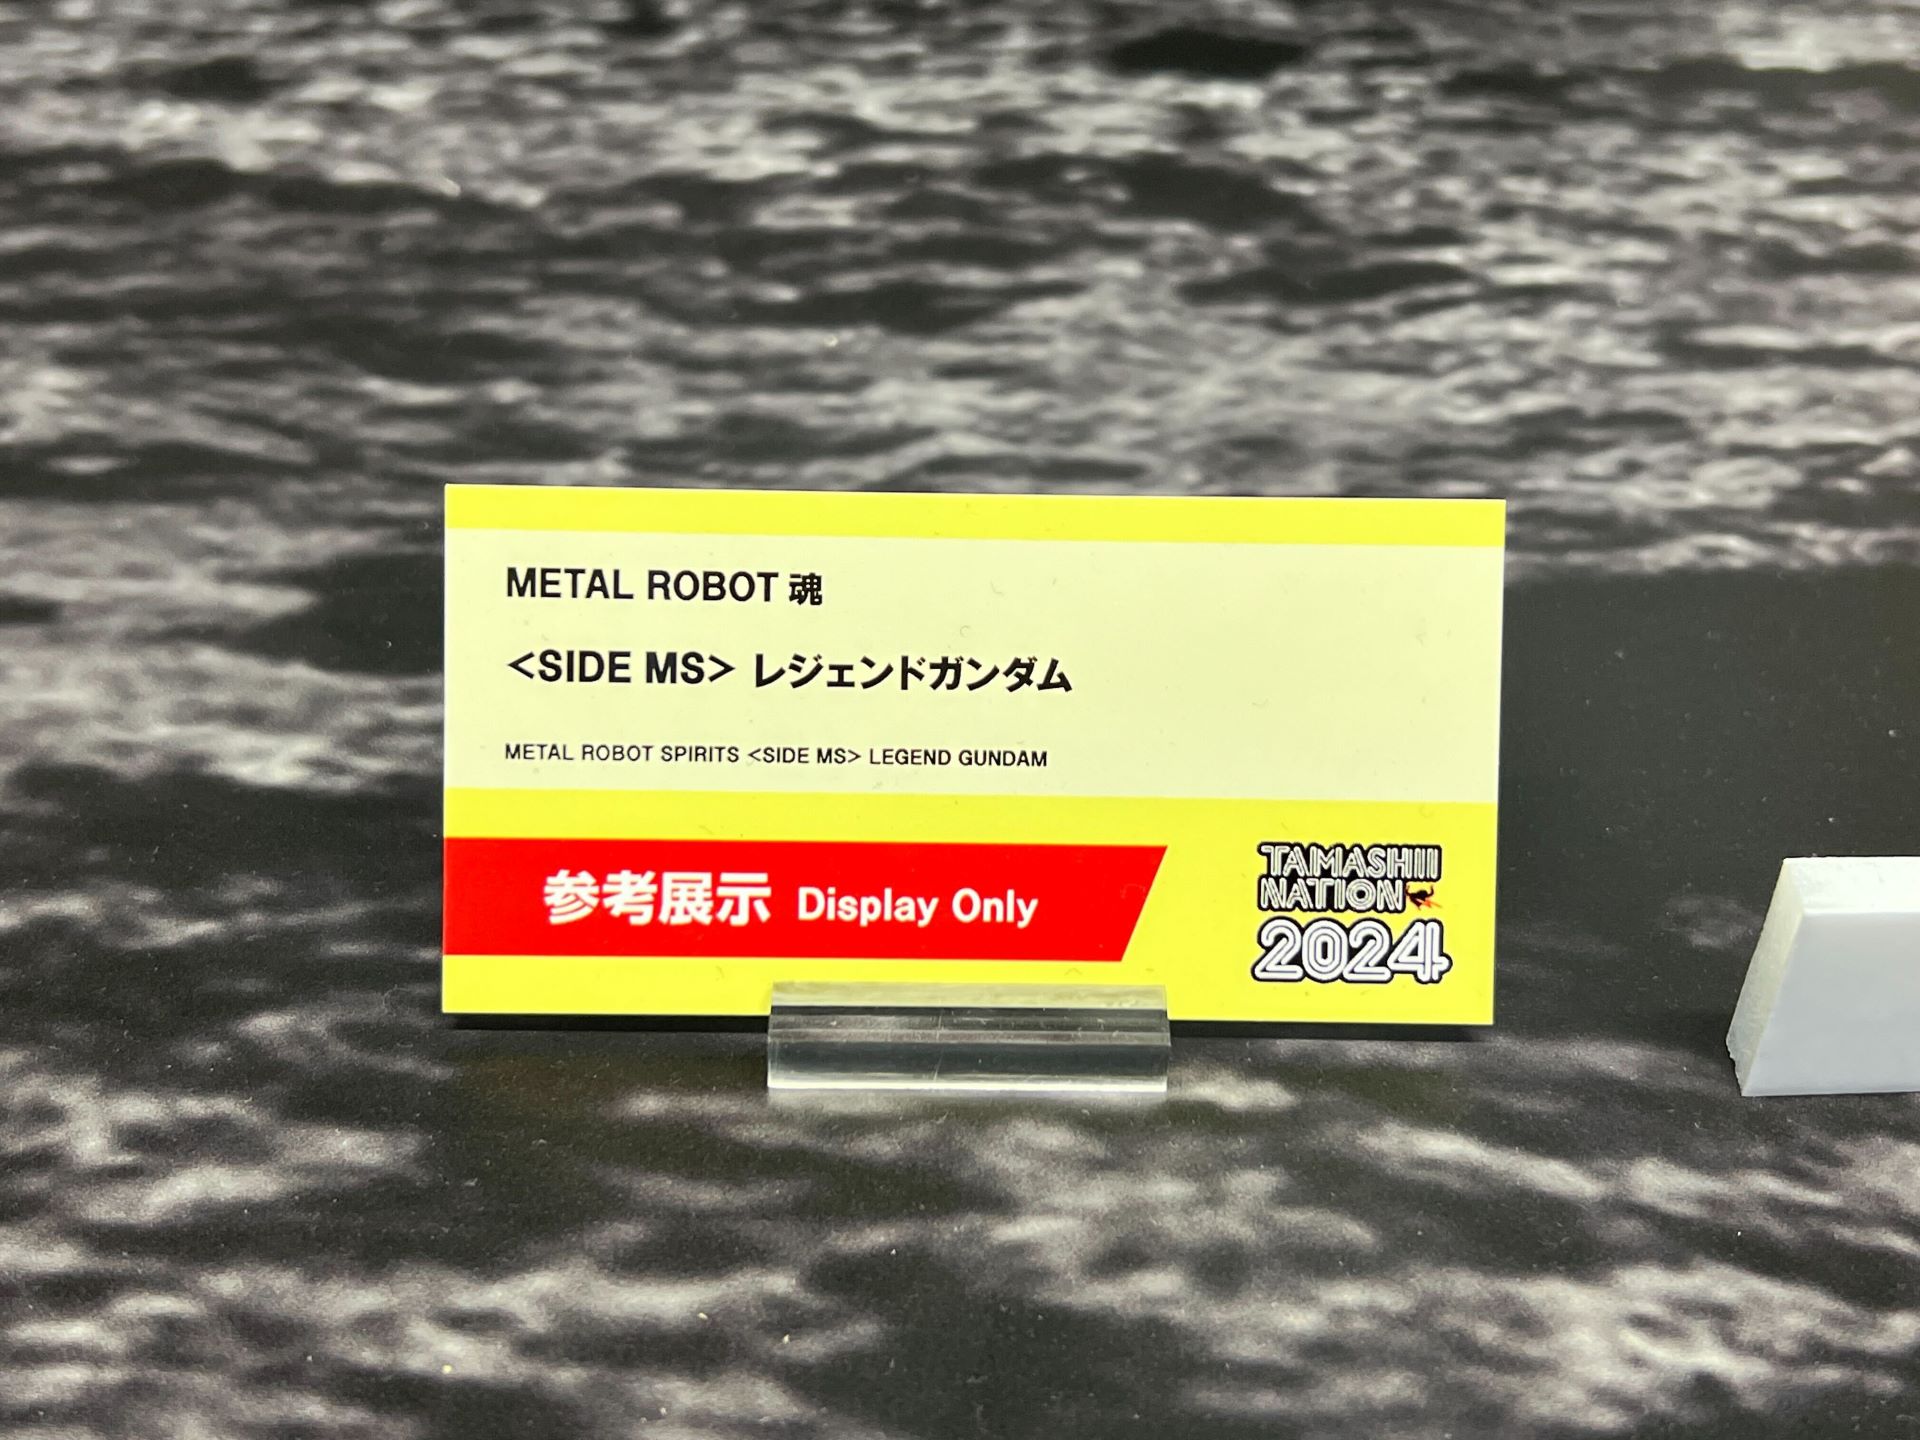 METAL ROBOT 魂
<SIDE MS> レジェンドガンダム
METAL ROBOT SPIRITS <SIDE MS> LEGEND GUNDAM
参考展示 Display Only
TAMASHII
NATION
2024